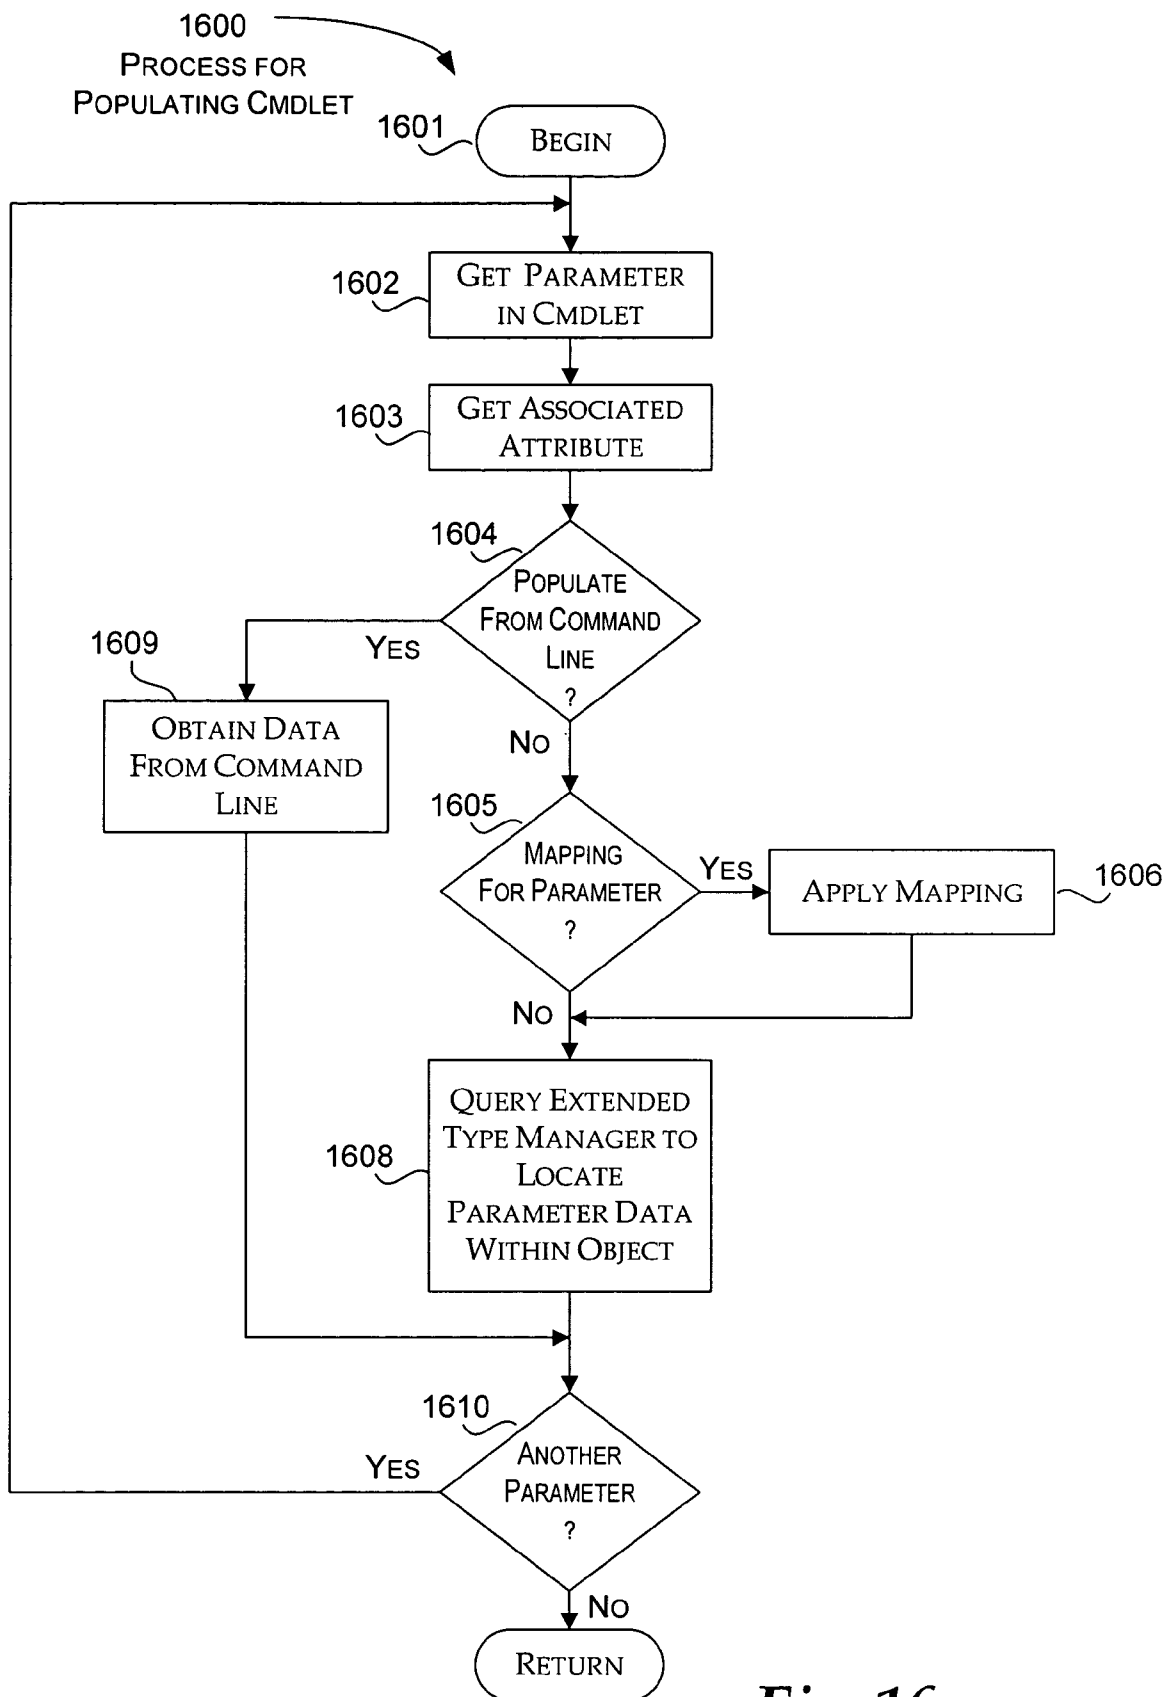 1600
PROCESS FOR
POPULATING CMDLET
1601
BEGIN
1602
GET PARAMETER
IN CMDLET
1603
GET ASSOCIATED
ATTRIBUTE
1604
POPULATE
FROM COMMAND
LINE
?
YES
1609
OBTAIN DATA
FROM COMMAND
LINE
NO
1605
MAPPING
FOR PARAMETER
?
YES
APPLY MAPPING
1606
NO
1608
QUERY EXTENDED
TYPE MANAGER TO
LOCATE
PARAMETER DATA
WITHIN OBJECT
1610
ANOTHER
PARAMETER
?
YES
NO
RETURN
Fig. 16